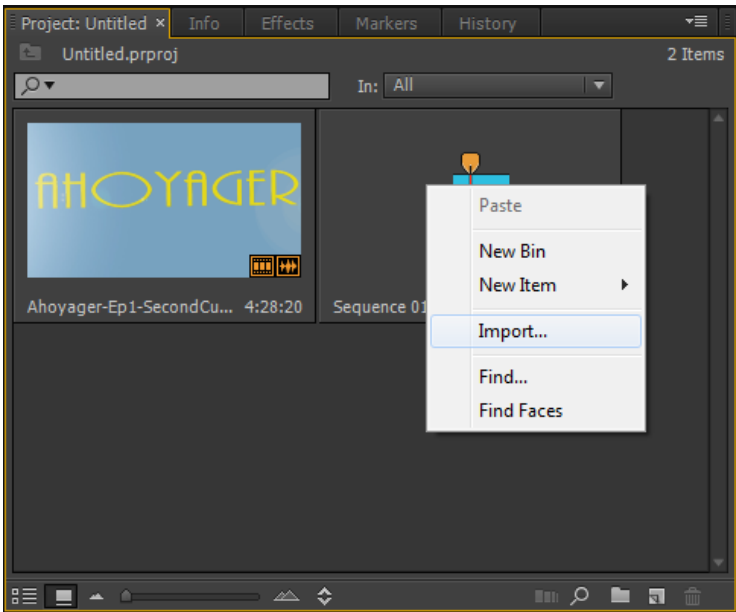 Project: Untitled × Info Effects Markers History
Untitled.prproj 2 Items
In: All
AHOYAGER
Ahoyager-Ep1-SecondCu... 4:28:20 Sequence 01
Paste
New Bin
New Item
Import...
Find...
Find Faces